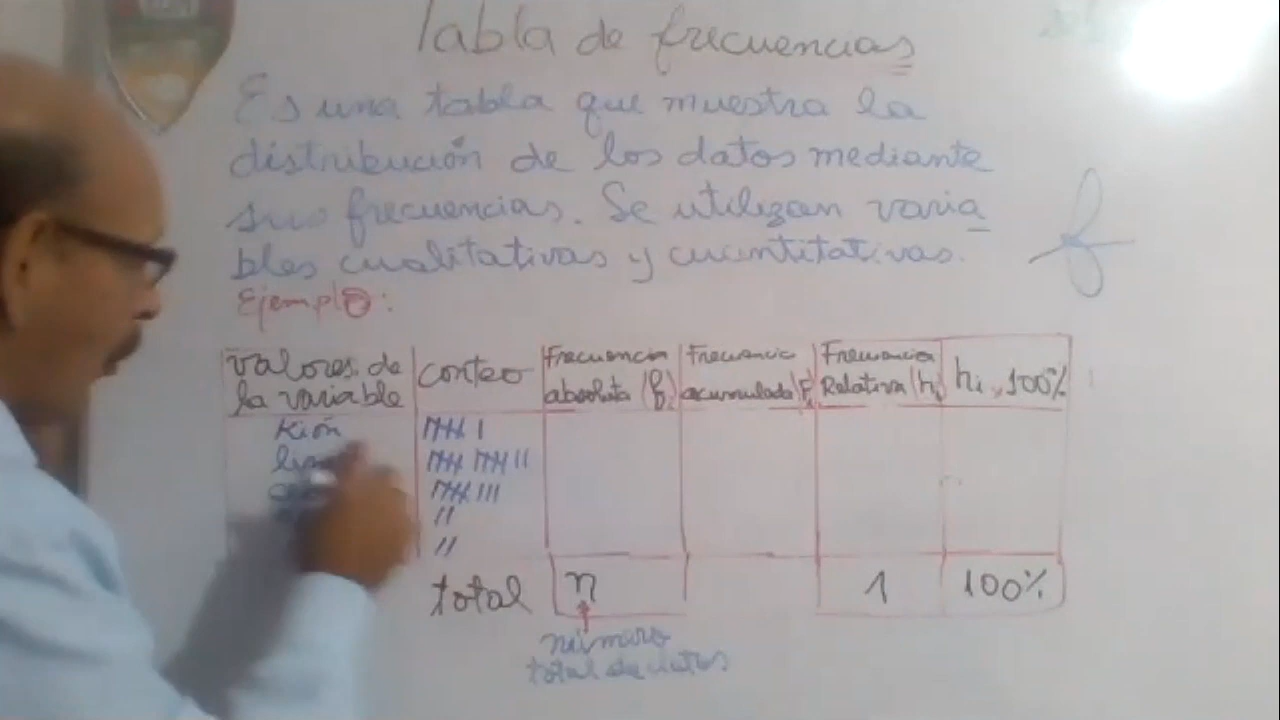 Tabla de frecuencias
Es una tabla que muestra la
distribución de los datos mediante
sus frecuencias. Se utilizan varia
bles cualitativas y cuantitativas.
Ejemplo:
Valores de la variable conteo Frecuencia absoluta (fi) Frecuencia acumulada (Fi Frecuencia Relativa (hi) hi × 100%
Kión
total n 1 100%
número
total de datos